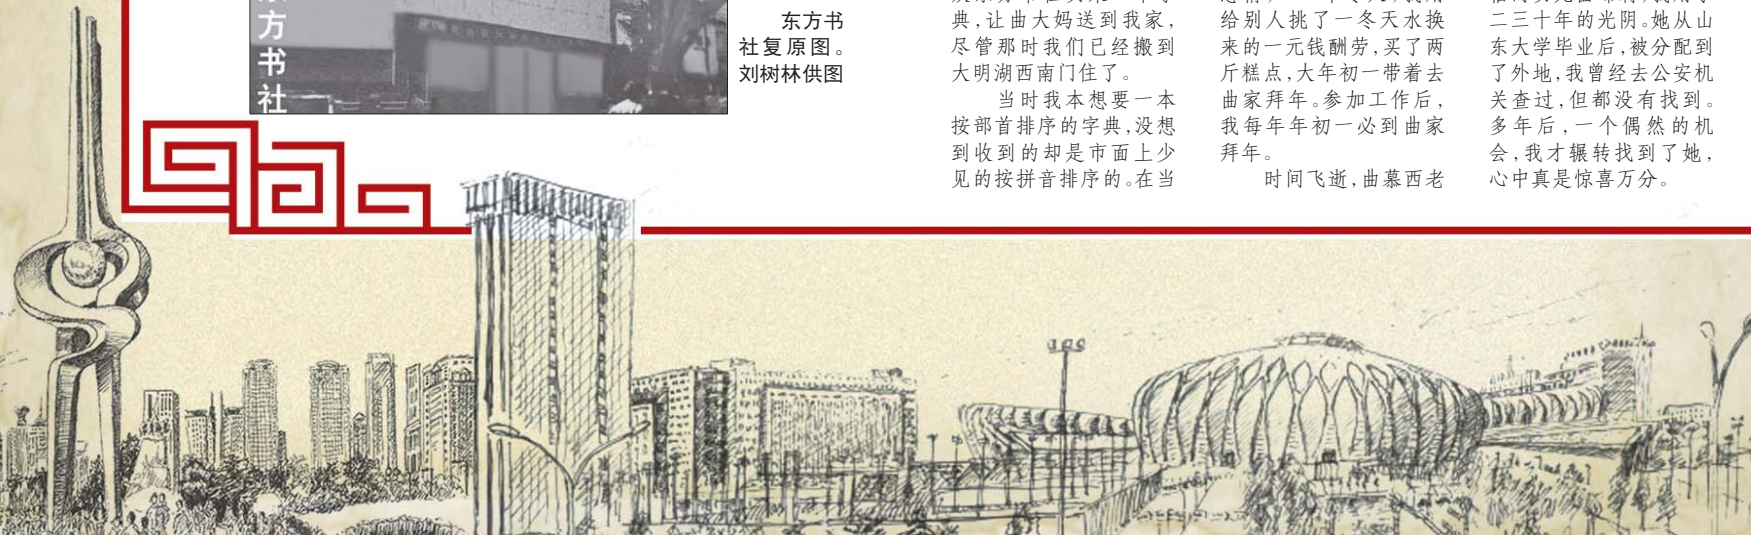 方
书
社
东方书
社复原图。
刘树林供图
典,让曲大妈送到我家,
尽管那时我们已经搬到
大明湖西南门住了。
当时我本想要一本
按部首排序的字典,没想
到收到的却是市面上少
见的按拼音排序的。在当
给别人挑了一冬天水换
来的一元钱酬劳,买了两
斤糕点,大年初一带着去
曲家拜年。参加工作后,
我每年年初一必到曲家
拜年。
时间飞逝,曲慕西老
二三十年的光阴。她从山
东大学毕业后,被分配到
了外地,我曾经去公安机
关查过,但都没有找到。
多年后,一个偶然的机
会,我才辗转找到了她,
心中真是惊喜万分。